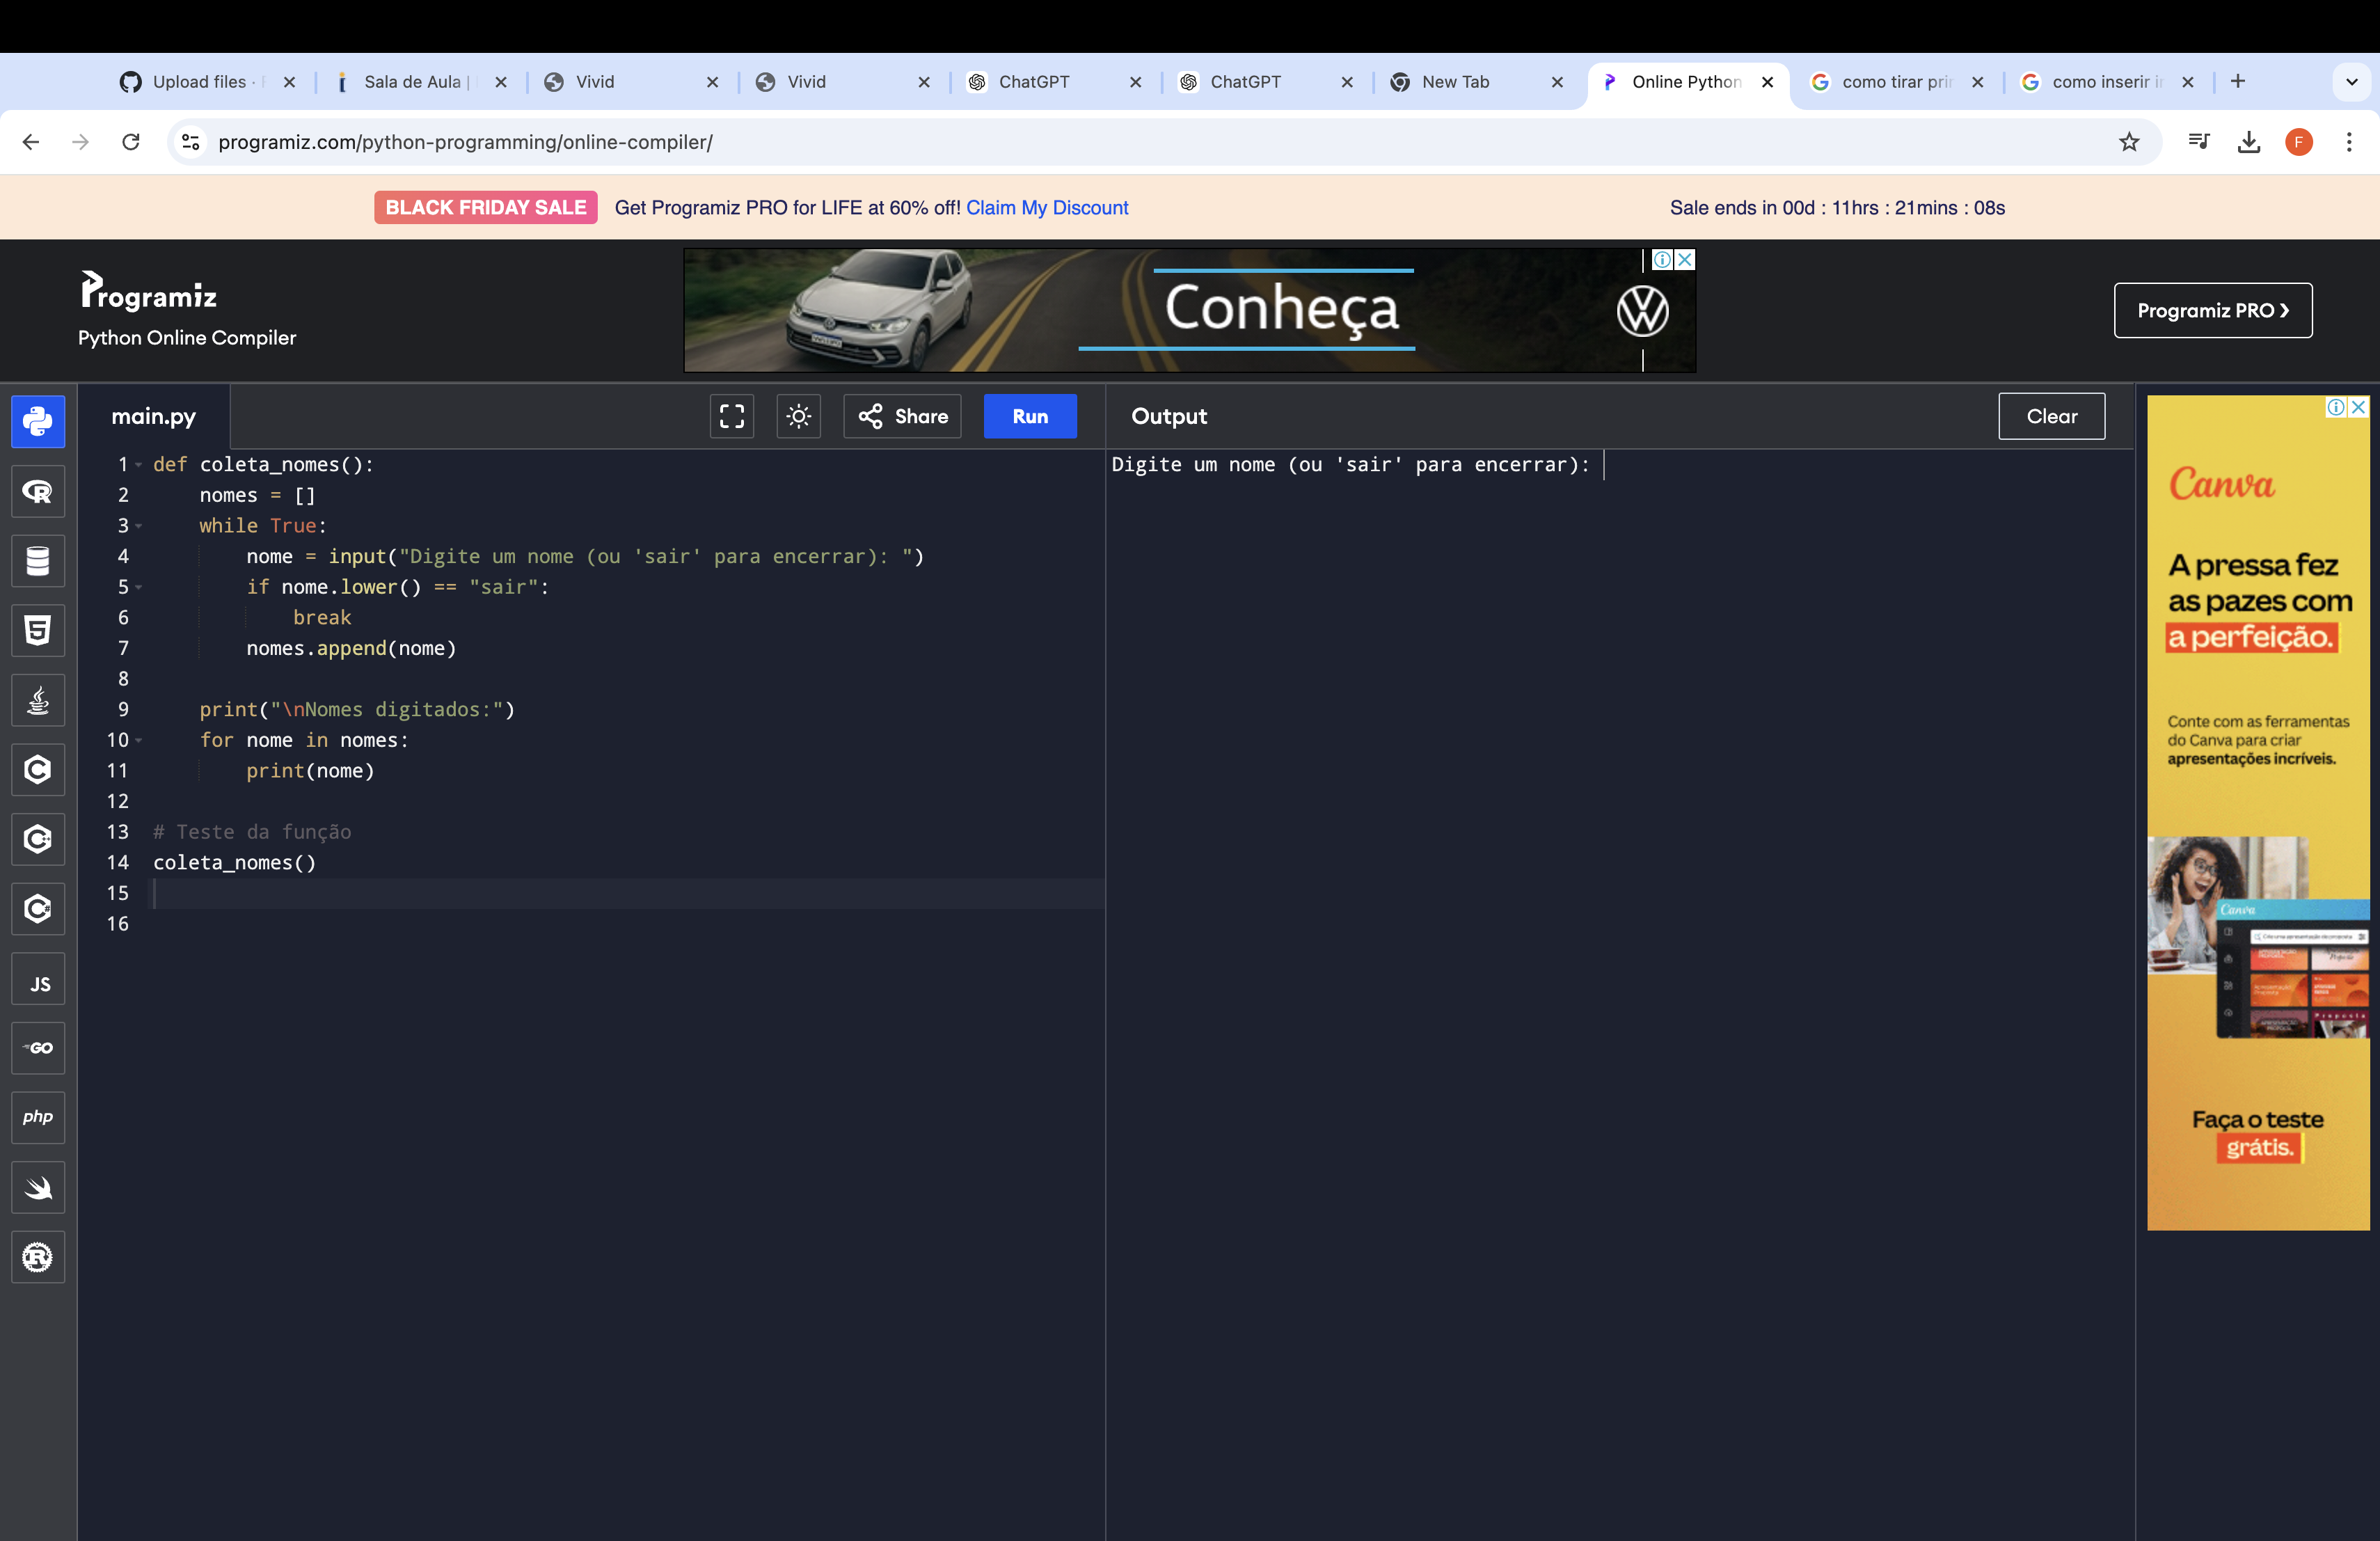 Upload files ·
Sala de Aula |
Vivid
Vivid
ChatGPT
ChatGPT
New Tab
Online Python
como tirar prin
como inserir
programiz.com/python-programming/online-compiler/
F
BLACK FRIDAY SALE Get Programiz PRO for LIFE at 60% off! Claim My Discount
Sale ends in 00d : 11hrs : 21mins : 08s
Programiz
Python Online Compiler
Conheça
Programiz PRO ❯
main.py
Share
Run
Output
Clear
1 def coleta_nomes():
2     nomes = []
3     while True:
4         nome = input("Digite um nome (ou 'sair' para encerrar): ")
5         if nome.lower() == "sair":
6             break
7         nomes.append(nome)
8
9     print("\nNomes digitados:")
10     for nome in nomes:
11         print(nome)
12
13 # Teste da função
14 coleta_nomes()
15
16
Digite um nome (ou 'sair' para encerrar):
R
5
C
C
C#
JS
GO
php
R
Canva
A pressa fez
as pazes com
a perfeição.
Conte com as ferramentas
do Canva para criar
apresentações incríveis.
Canva
Faça o teste
grátis.